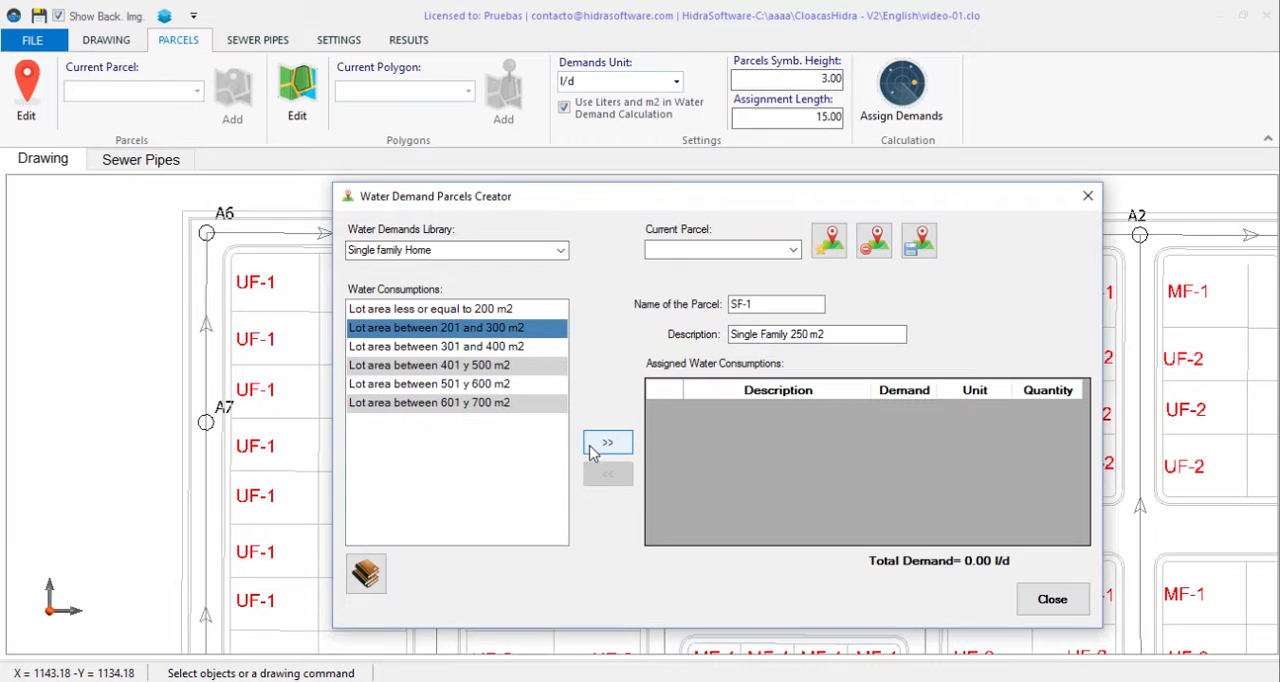 Show Back. Img.
Licensed to: Pruebas | contacto@hidrasoftware.com | HidraSoftware-C:\aaaa\CloacasHidra - V2\English\video-01.clo
FILE DRAWING PARCELS SEWER PIPES SETTINGS RESULTS
Current Parcel:
Current Polygon:
Demands Unit:
l/d
Use Liters and m2 in Water
Demand Calculation
Parcels Symb. Height:
3.00
Assignment Length:
15.00
Edit
Add
Edit
Add
Assign Demands
Parcels
Polygons
Settings
Calculation
Drawing
Sewer Pipes
Water Demand Parcels Creator
Water Demands Library:
Single family Home
Water Consumptions:
Lot area less or equal to 200 m2
Lot area between 201 and 300 m2
Lot area between 301 and 400 m2
Lot area between 401 y 500 m2
Lot area between 501 y 600 m2
Lot area between 601 y 700 m2
>>
<<
Current Parcel:
Name of the Parcel: SF-1
Description: Single Family 250 m2
Assigned Water Consumptions:
Description Demand Unit Quantity
Total Demand= 0.00 l/d
Close
A6
UF-1
UF-1
UF-1
A7
UF-1
UF-1
UF-1
UF-1
A2
MF-1
UF-2
UF-2
UF-2
MF-1
X = 1143.18 -Y = 1134.18
Select objects or a drawing command